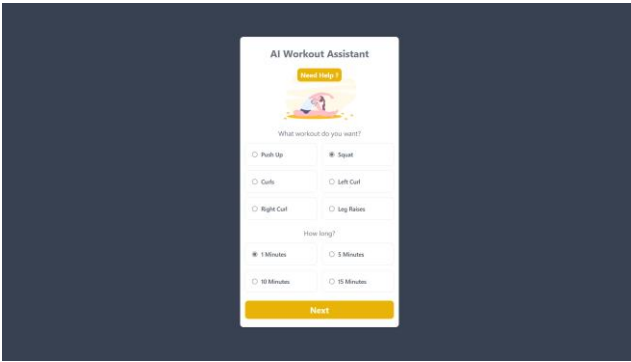 AI Workout Assistant
Need Help ?
What workout do you want?
Push Up
Squat
Curls
Left Curl
Right Curl
Leg Raises
How long?
1 Minutes
5 Minutes
10 Minutes
15 Minutes
Next